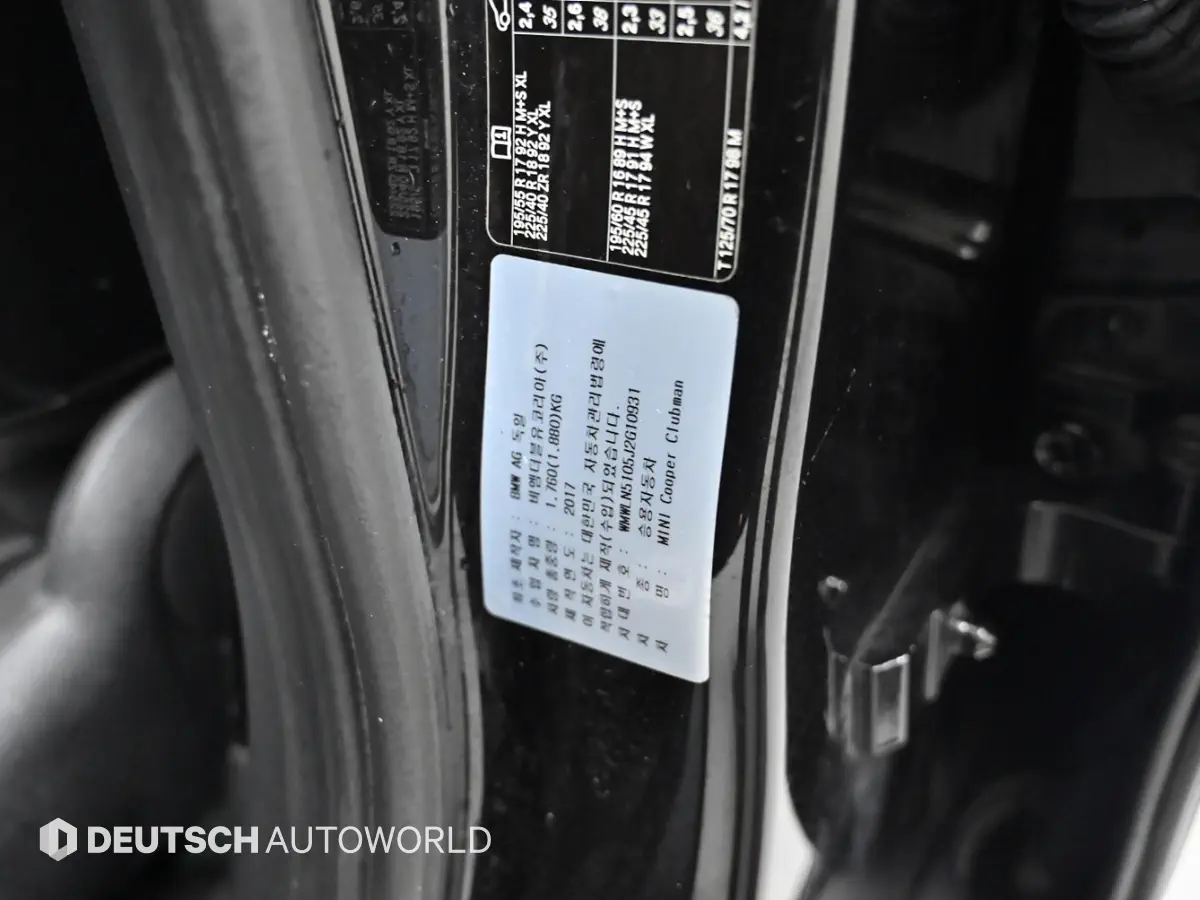 2,4
35
2,6
38
2,3
33
2,5
36
4,2 /
195/55 R 17 92 H M+S XL
225/40 R 18 92 Y XL
225/40 ZR 18 92 Y XL
195/60 R 16 89 H M+S
225/45 R 17 91 H M+S
225/45 R 17 94 W XL
T 125/70 R 17 98 M
최초 제작자 : BMW AG 독일
수 입 자 명 : 비엠더블유코리아(주)
차량 총중량 : 1.760(1.880)KG
제 작 연 도 : 2017
이 자동차는 대한민국 자동차관리법령에
적합하게 제작(수입)되었습니다.
차 대 번 호 : WMWLN5105J2G10931
차 종 : 승용자동차
차 명 : MINI Cooper Clubman
DEUTSCH AUTOWORLD